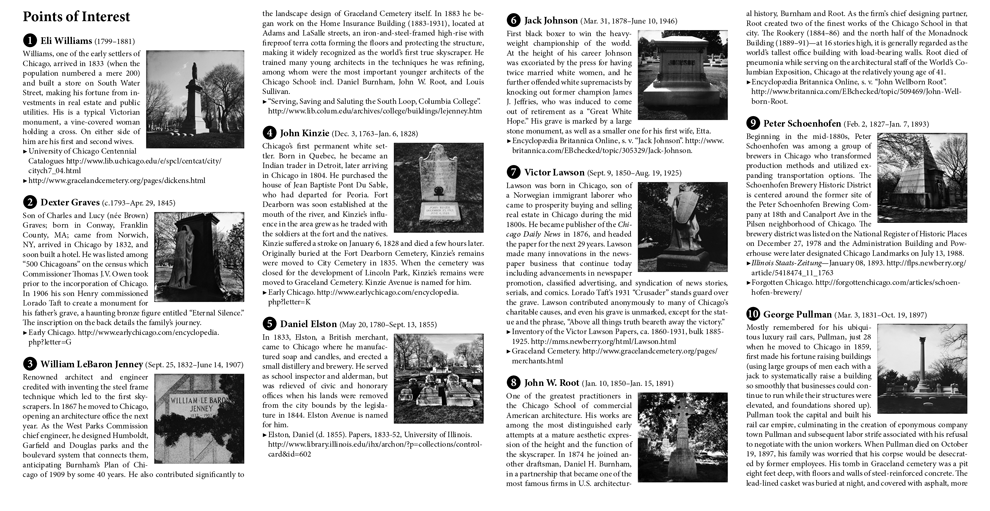 Points of Interest
1 Eli Williams (1799–1881)
Williams, one of the early settlers of
Chicago, arrived in 1833 (when the
population numbered a mere 200)
and built a store on South Water
Street, making his fortune from in-
vestments in real estate and public
utilities. His is a typical Victorian
monument, a vine-covered woman
holding a cross. On either side of
him are his first and second wives.
▸University of Chicago Centennial
Catalogues http://www.lib.uchicago.edu/e/spcl/centcat/city/
citych7_04.html
▸http://www.gracelandcemetery.org/pages/dickens.html
2 Dexter Graves (c.1793–Apr. 29, 1845)
Son of Charles and Lucy (née Brown)
Graves; born in Conway, Franklin
County, MA; came from Norwich,
NY, arrived in Chicago by 1832, and
soon built a hotel. He was listed among
"500 Chicagoans" on the census which
Commissioner Thomas J.V. Owen took
prior to the incorporation of Chicago.
In 1906 his son Henry commissioned
Lorado Taft to create a monument for
his father's grave, a haunting bronze figure entitled "Eternal Silence."
The inscription on the back details the family's journey.
▸Early Chicago. http://www.earlychicago.com/encyclopedia.
php?letter=G
3 William LeBaron Jenney (Sept. 25, 1832–June 14, 1907)
Renowned architect and engineer
credited with inventing the steel frame
technique which led to the first sky-
scrapers. In 1867 he moved to Chicago,
opening an architecture office the next
year. As the West Parks Commission
chief engineer, he designed Humboldt,
Garfield and Douglas parks and the
boulevard system that connects them,
anticipating Burnham's Plan of Chi-
cago of 1909 by some 40 years. He also contributed significantly to
WILLIAM LE BARON
JENNEY
the landscape design of Graceland Cemetery itself. In 1883 he be-
gan work on the Home Insurance Building (1883-1931), located at
Adams and LaSalle streets, an iron-and-steel-framed high-rise with
fireproof terra cotta forming the floors and protecting the structure,
making it widely recognized as the world's first true skyscraper. He
trained many young architects in the techniques he was refining,
among whom were the most important younger architects of the
Chicago School: incl. Daniel Burnham, John W. Root, and Louis
Sullivan.
▸"Serving, Saving and Saluting the South Loop, Columbia College".
http://www.lib.colum.edu/archives/college/buildings/lejenney.htm
4 John Kinzie (Dec. 3, 1763–Jan. 6, 1828)
Chicago's first permanent white set-
tler. Born in Quebec, he became an
Indian trader in Detroit, later arriving
in Chicago in 1804. He purchased the
house of Jean Baptiste Pont Du Sable,
who had departed for Peoria. Fort
Dearborn was soon established at the
mouth of the river, and Kinzie's influ-
ence in the area grew as he traded with
the soldiers at the fort and the natives.
Kinzie suffered a stroke on January 6, 1828 and died a few hours later.
Originally buried at the Fort Dearborn Cemetery, Kinzie's remains
were moved to City Cemetery in 1835. When the cemetery was
closed for the development of Lincoln Park, Kinzie's remains were
moved to Graceland Cemetery. Kinzie Avenue is named for him.
▸Early Chicago. http://www.earlychicago.com/encyclopedia.
php?letter=K
5 Daniel Elston (May 20, 1780–Sept. 13, 1855)
In 1833, Elston, a British merchant,
came to Chicago where he manufac-
tured soap and candles, and erected a
small distillery and brewery. He served
as school inspector and alderman, but
was relieved of civic and honorary
offices when his lands were removed
from the city bounds by the legisla-
ture in 1844. Elston Avenue is named
for him.
▸Elston, Daniel (d. 1855). Papers, 1833-52, University of Illinois.
http://www.library.illinois.edu/ihx/archon/?p=collections/control-
card&id=602
6 Jack Johnson (Mar. 31, 1878–June 10, 1946)
First black boxer to win the heavy-
weight championship of the world.
At the height of his career Johnson
was excoriated by the press for having
twice married white women, and he
further offended white supremacists by
knocking out former champion James
J. Jeffries, who was induced to come
out of retirement as a "Great White
Hope." His grave is marked by a large
stone monument, as well as a smaller one for his first wife, Etta.
▸Encyclopædia Britannica Online, s. v. "Jack Johnson". http://www.
britannica.com/EBchecked/topic/305329/Jack-Johnson.
7 Victor Lawson (Sept. 9, 1850–Aug. 19, 1925)
Lawson was born in Chicago, son of
a Norwegian immigrant laborer who
came to prosperity buying and selling
real estate in Chicago during the mid
1800s. He became publisher of the Chi-
cago Daily News in 1876, and headed
the paper for the next 29 years. Lawson
made many innovations in the news-
paper business that continue today
including advancements in newspaper
promotion, classified advertising, and syndication of news stories,
serials, and comics. Lorado Taft's 1931 "Crusader" stands guard over
the grave. Lawson contributed anonymously to many of Chicago's
charitable causes, and even his grave is unmarked, except for the stat-
ue and the phrase, "Above all things truth beareth away the victory."
▸Inventory of the Victor Lawson Papers, ca. 1860-1931, bulk 1885-
1925. http://mms.newberry.org/html/Lawson.html
▸Graceland Cemetery. http://www.gracelandcemetery.org/pages/
merchants.html
8 John W. Root (Jan. 10, 1850–Jan. 15, 1891)
One of the greatest practitioners in
the Chicago School of commercial
American architecture. His works are
among the most distinguished early
attempts at a mature aesthetic expres-
sion of the height and the function of
the skyscraper. In 1874 he joined an-
other draftsman, Daniel H. Burnham,
in a partnership that became one of the
most famous firms in U.S. architectur-
al history, Burnham and Root. As the firm's chief designing partner,
Root created two of the finest works of the Chicago School in that
city. The Rookery (1884–86) and the north half of the Monadnock
Building (1889–91)—at 16 stories high, it is generally regarded as the
world's tallest office building with load-bearing walls. Root died of
pneumonia while serving on the architectural staff of the World's Co-
lumbian Exposition, Chicago at the relatively young age of 41.
▸Encyclopædia Britannica Online, s. v. "John Wellborn Root".
http://www.britannica.com/EBchecked/topic/509469/John-Well-
born-Root.
9 Peter Schoenhofen (Feb. 2, 1827–Jan. 7, 1893)
Beginning in the mid-1880s, Peter
Schoenhofen was among a group of
brewers in Chicago who transformed
production methods and utilized ex-
panding transportation options. The
Schoenhofen Brewery Historic District
is centered around the former site of
the Peter Schoenhofen Brewing Com-
pany at 18th and Canalport Ave in the
Pilsen neighborhood of Chicago. The
brewery district was listed on the National Register of Historic Places
on December 27, 1978 and the Administration Building and Pow-
erhouse were later designated Chicago Landmarks on July 13, 1988.
▸Illinois Staats-Zeitung—January 08, 1893. http://flps.newberry.org/
article/5418474_11_1763
▸Forgotten Chicago. http://forgottenchicago.com/articles/schoen-
hofen-brewery/
10 George Pullman (Mar. 3, 1831–Oct. 19, 1897)
Mostly remembered for his ubiqui-
tous luxury rail cars, Pullman, just 28
when he moved to Chicago in 1859,
first made his fortune raising buildings
(using large groups of men each with a
jack to systematically raise a building
so smoothly that businesses could con-
tinue to run while their structures were
elevated, and foundations shored up).
Pullman took the capital and built his
rail car empire, culminating in the creation of eponymous company
town Pullman and subsequent labor strife associated with his refusal
to negotiate with the union workers. When Pullman died on October
19, 1897, his family was worried that his corpse would be desecrat-
ed by former employees. His tomb in Graceland cemetery was a pit
eight feet deep, with floors and walls of steel-reinforced concrete. The
lead-lined casket was buried at night, and covered with asphalt, more